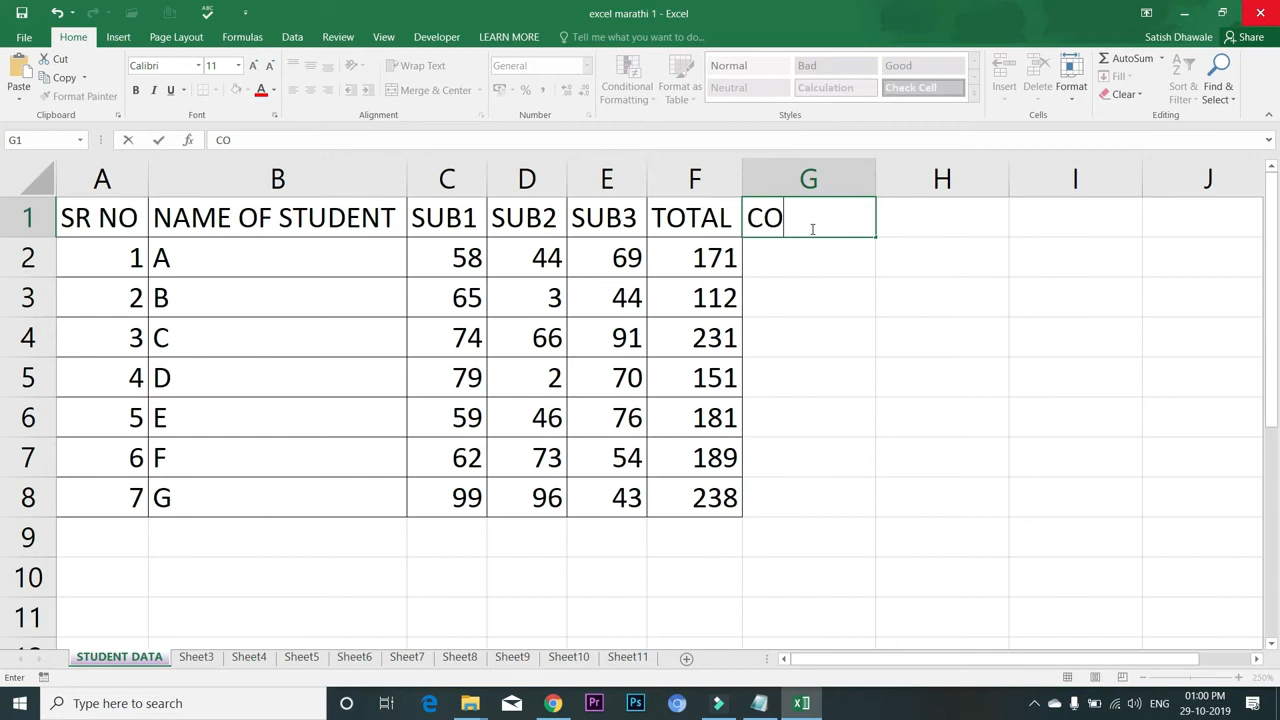 excel marathi 1 - Excel
File Home Insert Page Layout Formulas Data Review View Developer LEARN MORE Tell me what you want to do... Satish Dhawale Share
Paste Cut Copy Format Painter Clipboard
Calibri 11 B I U A Font
Wrap Text Merge & Center Alignment
General % Number
Conditional Formatting Format as Table
Normal Bad Good
Neutral Calculation Check Cell
Styles
Insert Delete Format Cells
AutoSum Fill Clear Sort & Filter Find & Select Editing
G1 fx CO
A B C D E F G H I J
1 SR NO NAME OF STUDENT SUB1 SUB2 SUB3 TOTAL CO
2 1 A 58 44 69 171
3 2 B 65 3 44 112
4 3 C 74 66 91 231
5 4 D 79 2 70 151
6 5 E 59 46 76 181
7 6 F 62 73 54 189
8 7 G 99 96 43 238
9
10
11
STUDENT DATA Sheet3 Sheet4 Sheet5 Sheet6 Sheet7 Sheet8 Sheet9 Sheet10 Sheet11
Enter 250%
Type here to search Pr Ps ENG 01:00 PM
29-10-2019